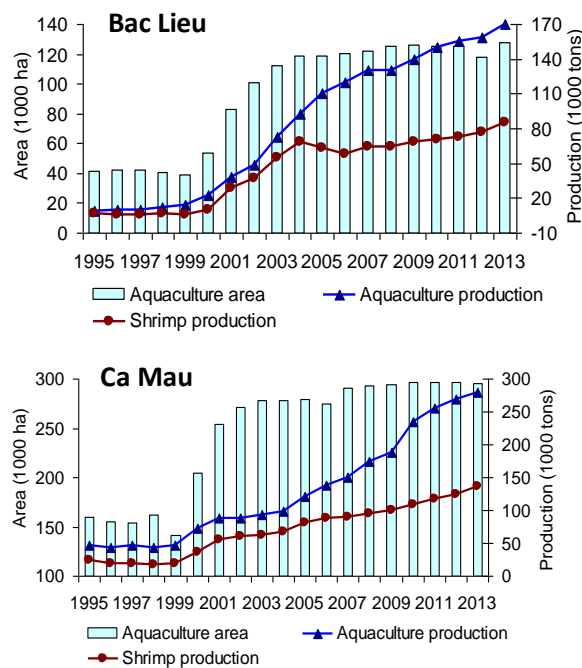 Bac Lieu
Area (1000 ha)
140
120
100
80
60
40
20
0
170
140
110
80
50
20
-10
Production (1000 tons)
1995 1997 1999 2001 2003 2005 2007 2009 2011 2013
Aquaculture area Aquaculture production
Shrimp production
Ca Mau
Area (1000 ha)
300
250
200
150
100
300
250
200
150
100
50
0
Production (1000 tons)
1995 1997 1999 2001 2003 2005 2007 2009 2011 2013
Aquaculture area Aquaculture production
Shrimp production